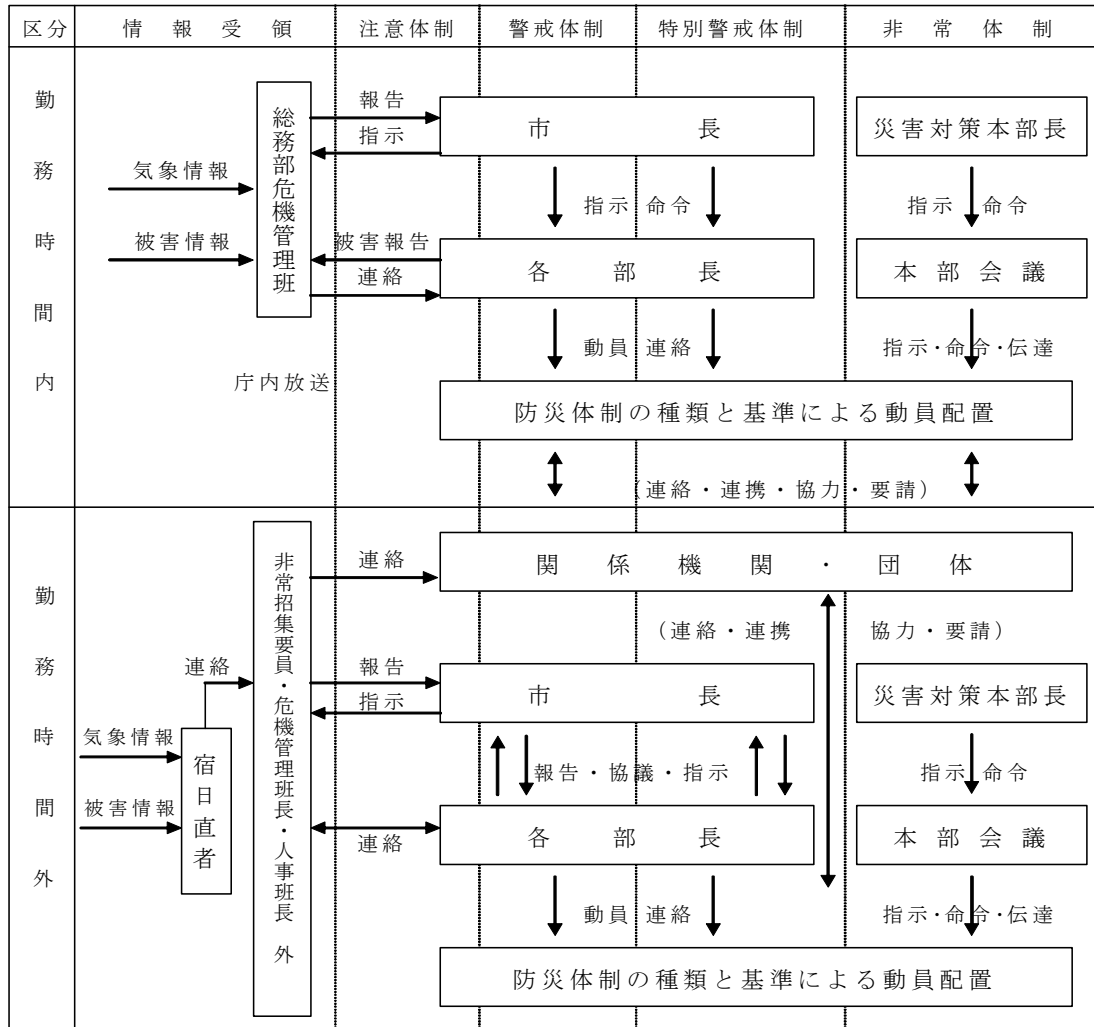 区分 情報受領 注意体制 警戒体制 特別警戒体制 非常体制
勤務時間内
総務部危機管理班
報告
指示
市長
災害対策本部長
気象情報
指示 命令
指示 命令
被害情報
被害報告
連絡
各部長
本部会議
動員 連絡
指示・命令・伝達
庁内放送
防災体制の種類と基準による動員配置
(連絡・連携・協力・要請)
勤務時間外
非常招集要員・危機管理班長・人事班長 外
連絡
関係機関・団体
(連絡・連携 協力・要請)
連絡
報告
指示
市長
災害対策本部長
気象情報
宿日直者
報告・協議・指示
指示 命令
被害情報
連絡
各部長
本部会議
動員 連絡
指示・命令・伝達
防災体制の種類と基準による動員配置